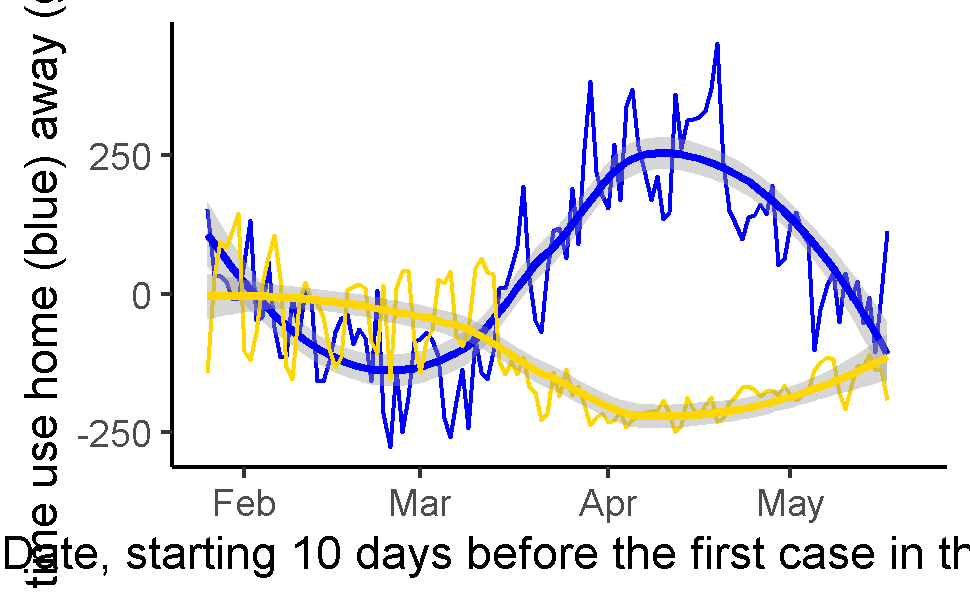 time use home (blue) away (
250
0
-250
Feb Mar Apr May
Date, starting 10 days before the first case in th